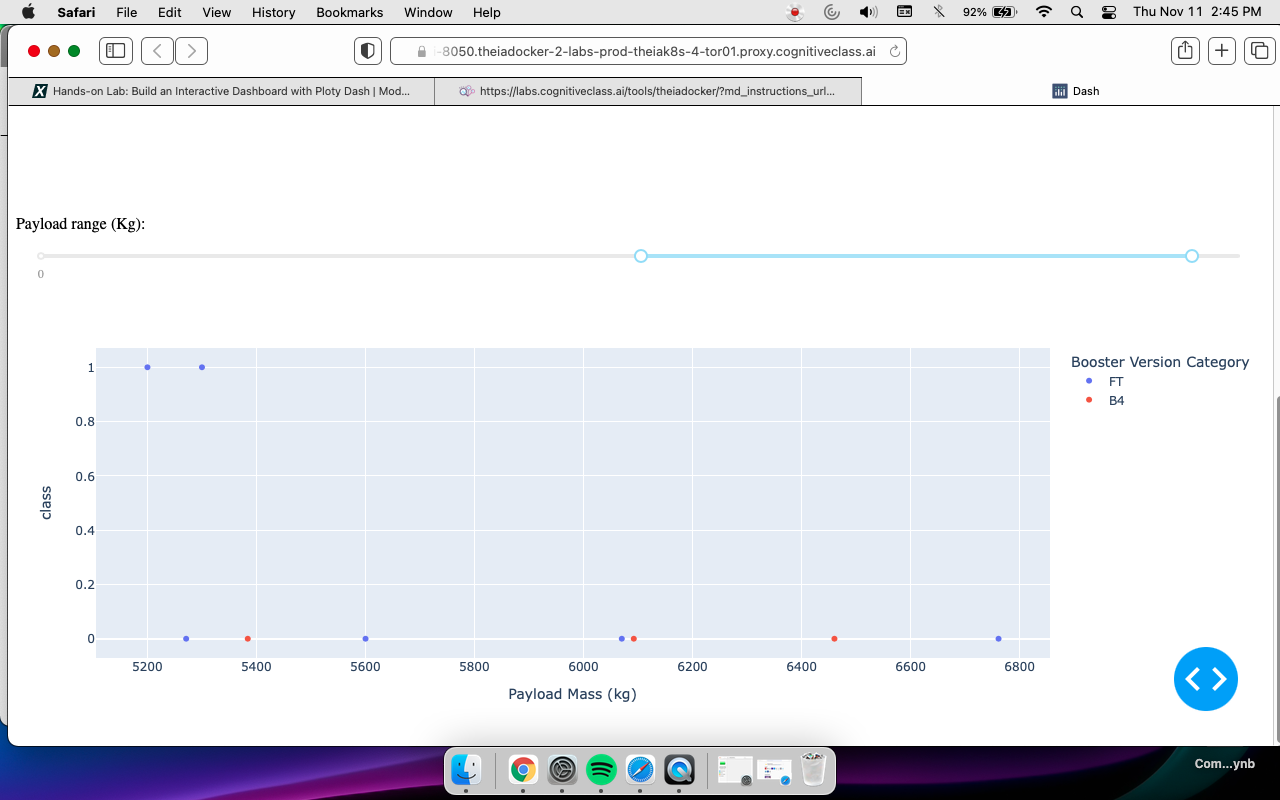 Safari File Edit View History Bookmarks Window Help 92% Thu Nov 11 2:45 PM
-8050.theiadocker-2-labs-prod-theiak8s-4-tor01.proxy.cognitiveclass.ai
Hands-on Lab: Build an Interactive Dashboard with Ploty Dash | Mod... https://labs.cognitiveclass.ai/tools/theiadocker/?md_instructions_url... Dash
Payload range (Kg):
0
Booster Version Category
FT
B4
1
0.8
0.6
0.4
0.2
0
class
5200 5400 5600 5800 6000 6200 6400 6600 6800
Payload Mass (kg)
Com...ynb